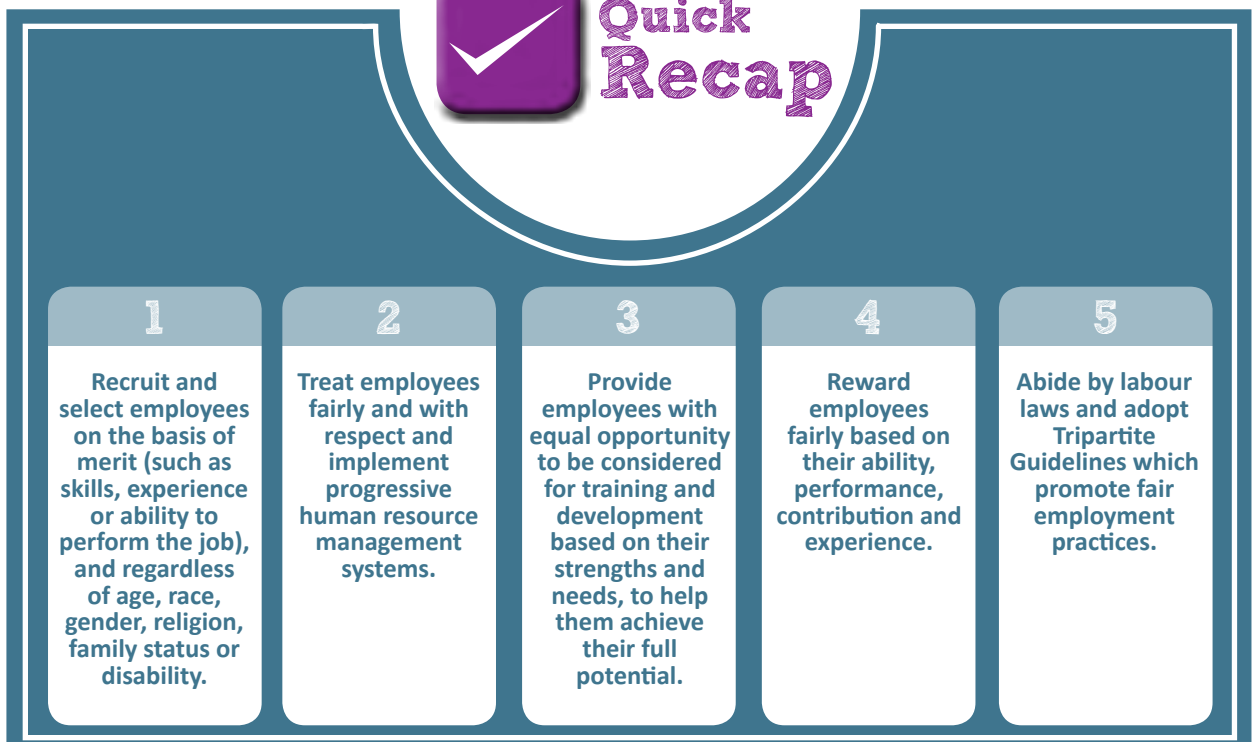 Quick
Recap
1
Recruit and
select employees
on the basis of
merit (such as
skills, experience
or ability to
perform the job),
and regardless
of age, race,
gender, religion,
family status or
disability.
2
Treat employees
fairly and with
respect and
implement
progressive
human resource
management
systems.
3
Provide
employees with
equal opportunity
to be considered
for training and
development
based on their
strengths and
needs, to help
them achieve
their full
potential.
4
Reward
employees
fairly based on
their ability,
performance,
contribution and
experience.
5
Abide by labour
laws and adopt
Tripartite
Guidelines which
promote fair
employment
practices.